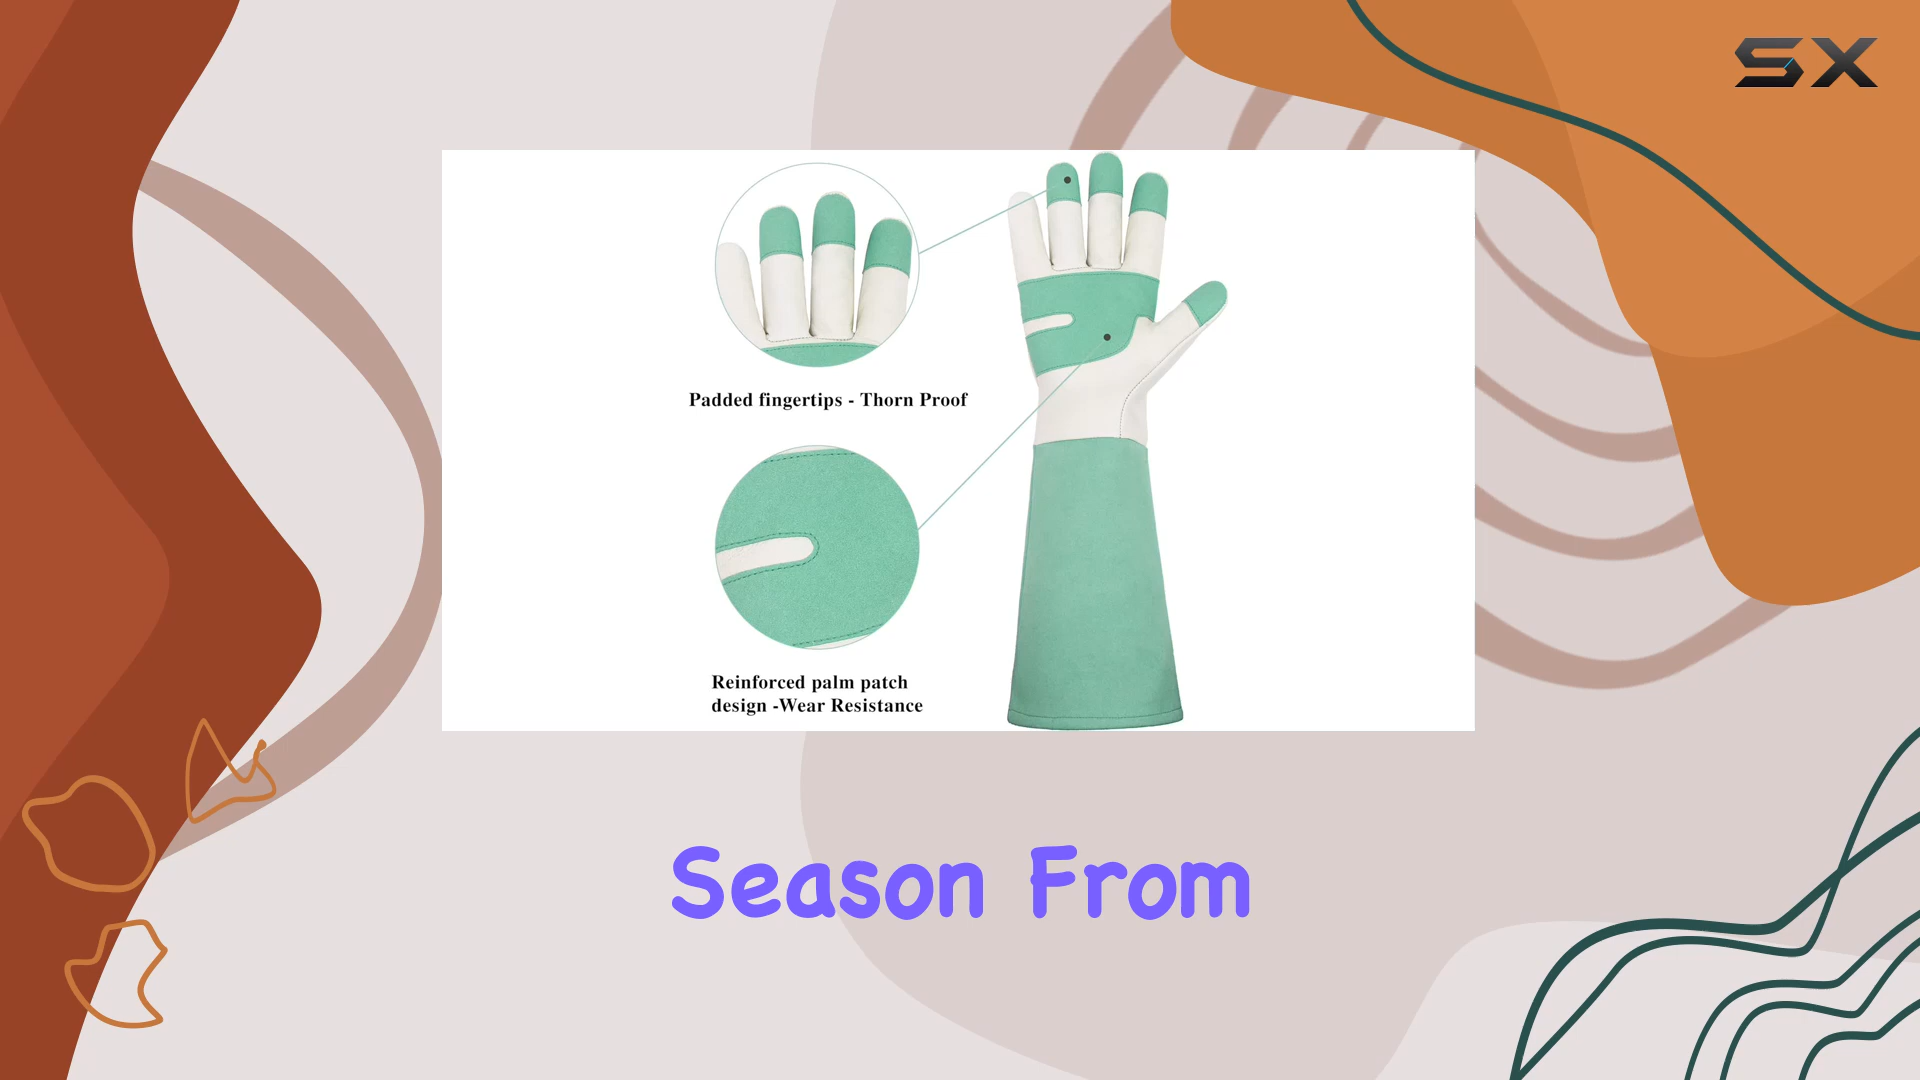 SX
Padded fingertips - Thorn Proof
Reinforced palm patch
design -Wear Resistance
Season From